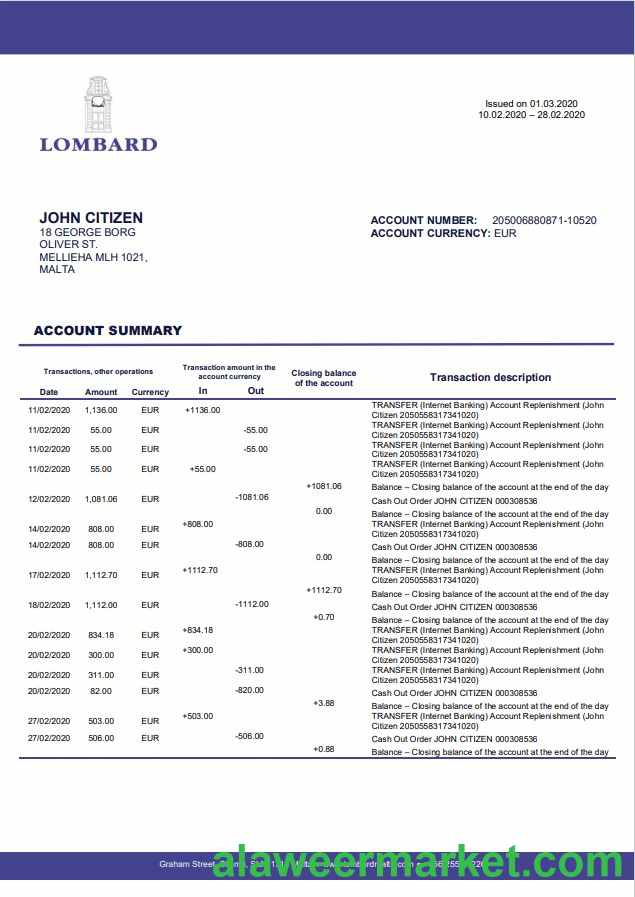 LOMBARD
Issued on 01.03.2020
10.02.2020 – 28.02.2020
JOHN CITIZEN
18 GEORGE BORG
OLIVER ST.
MELLIEHA MLH 1021,
MALTA
ACCOUNT NUMBER: 205006880871-10520
ACCOUNT CURRENCY: EUR
ACCOUNT SUMMARY
Transactions, other operations
Transaction amount in the
account currency
Closing balance
of the account
Transaction description
Date Amount Currency In Out
11/02/2020 1,136.00 EUR +1136.00 TRANSFER (Internet Banking) Account Replenishment (John
Citizen 2050558317341020)
11/02/2020 55.00 EUR -55.00 TRANSFER (Internet Banking) Account Replenishment (John
Citizen 2050558317341020)
11/02/2020 55.00 EUR -55.00 TRANSFER (Internet Banking) Account Replenishment (John
Citizen 2050558317341020)
11/02/2020 55.00 EUR +55.00 TRANSFER (Internet Banking) Account Replenishment (John
Citizen 2050558317341020)
+1081.06 Balance – Closing balance of the account at the end of the day
12/02/2020 1,081.06 EUR -1081.06 Cash Out Order JOHN CITIZEN 000308536
0.00 Balance – Closing balance of the account at the end of the day
14/02/2020 808.00 EUR +808.00 TRANSFER (Internet Banking) Account Replenishment (John
Citizen 2050558317341020)
14/02/2020 808.00 EUR -808.00 Cash Out Order JOHN CITIZEN 000308536
0.00 Balance – Closing balance of the account at the end of the day
17/02/2020 1,112.70 EUR +1112.70 TRANSFER (Internet Banking) Account Replenishment (John
Citizen 2050558317341020)
+1112.70 Balance – Closing balance of the account at the end of the day
18/02/2020 1,112.00 EUR -1112.00 Cash Out Order JOHN CITIZEN 000308536
+0.70 Balance – Closing balance of the account at the end of the day
20/02/2020 834.18 EUR +834.18 TRANSFER (Internet Banking) Account Replenishment (John
Citizen 2050558317341020)
20/02/2020 300.00 EUR +300.00 TRANSFER (Internet Banking) Account Replenishment (John
Citizen 2050558317341020)
20/02/2020 311.00 EUR -311.00 TRANSFER (Internet Banking) Account Replenishment (John
Citizen 2050558317341020)
20/02/2020 82.00 EUR -820.00 Cash Out Order JOHN CITIZEN 000308536
+3.88 Balance – Closing balance of the account at the end of the day
27/02/2020 503.00 EUR +503.00 TRANSFER (Internet Banking) Account Replenishment (John
Citizen 2050558317341020)
27/02/2020 506.00 EUR -506.00 Cash Out Order JOHN CITIZEN 000308536
+0.88 Balance – Closing balance of the account at the end of the day
Graham Street
alaweermarket.com